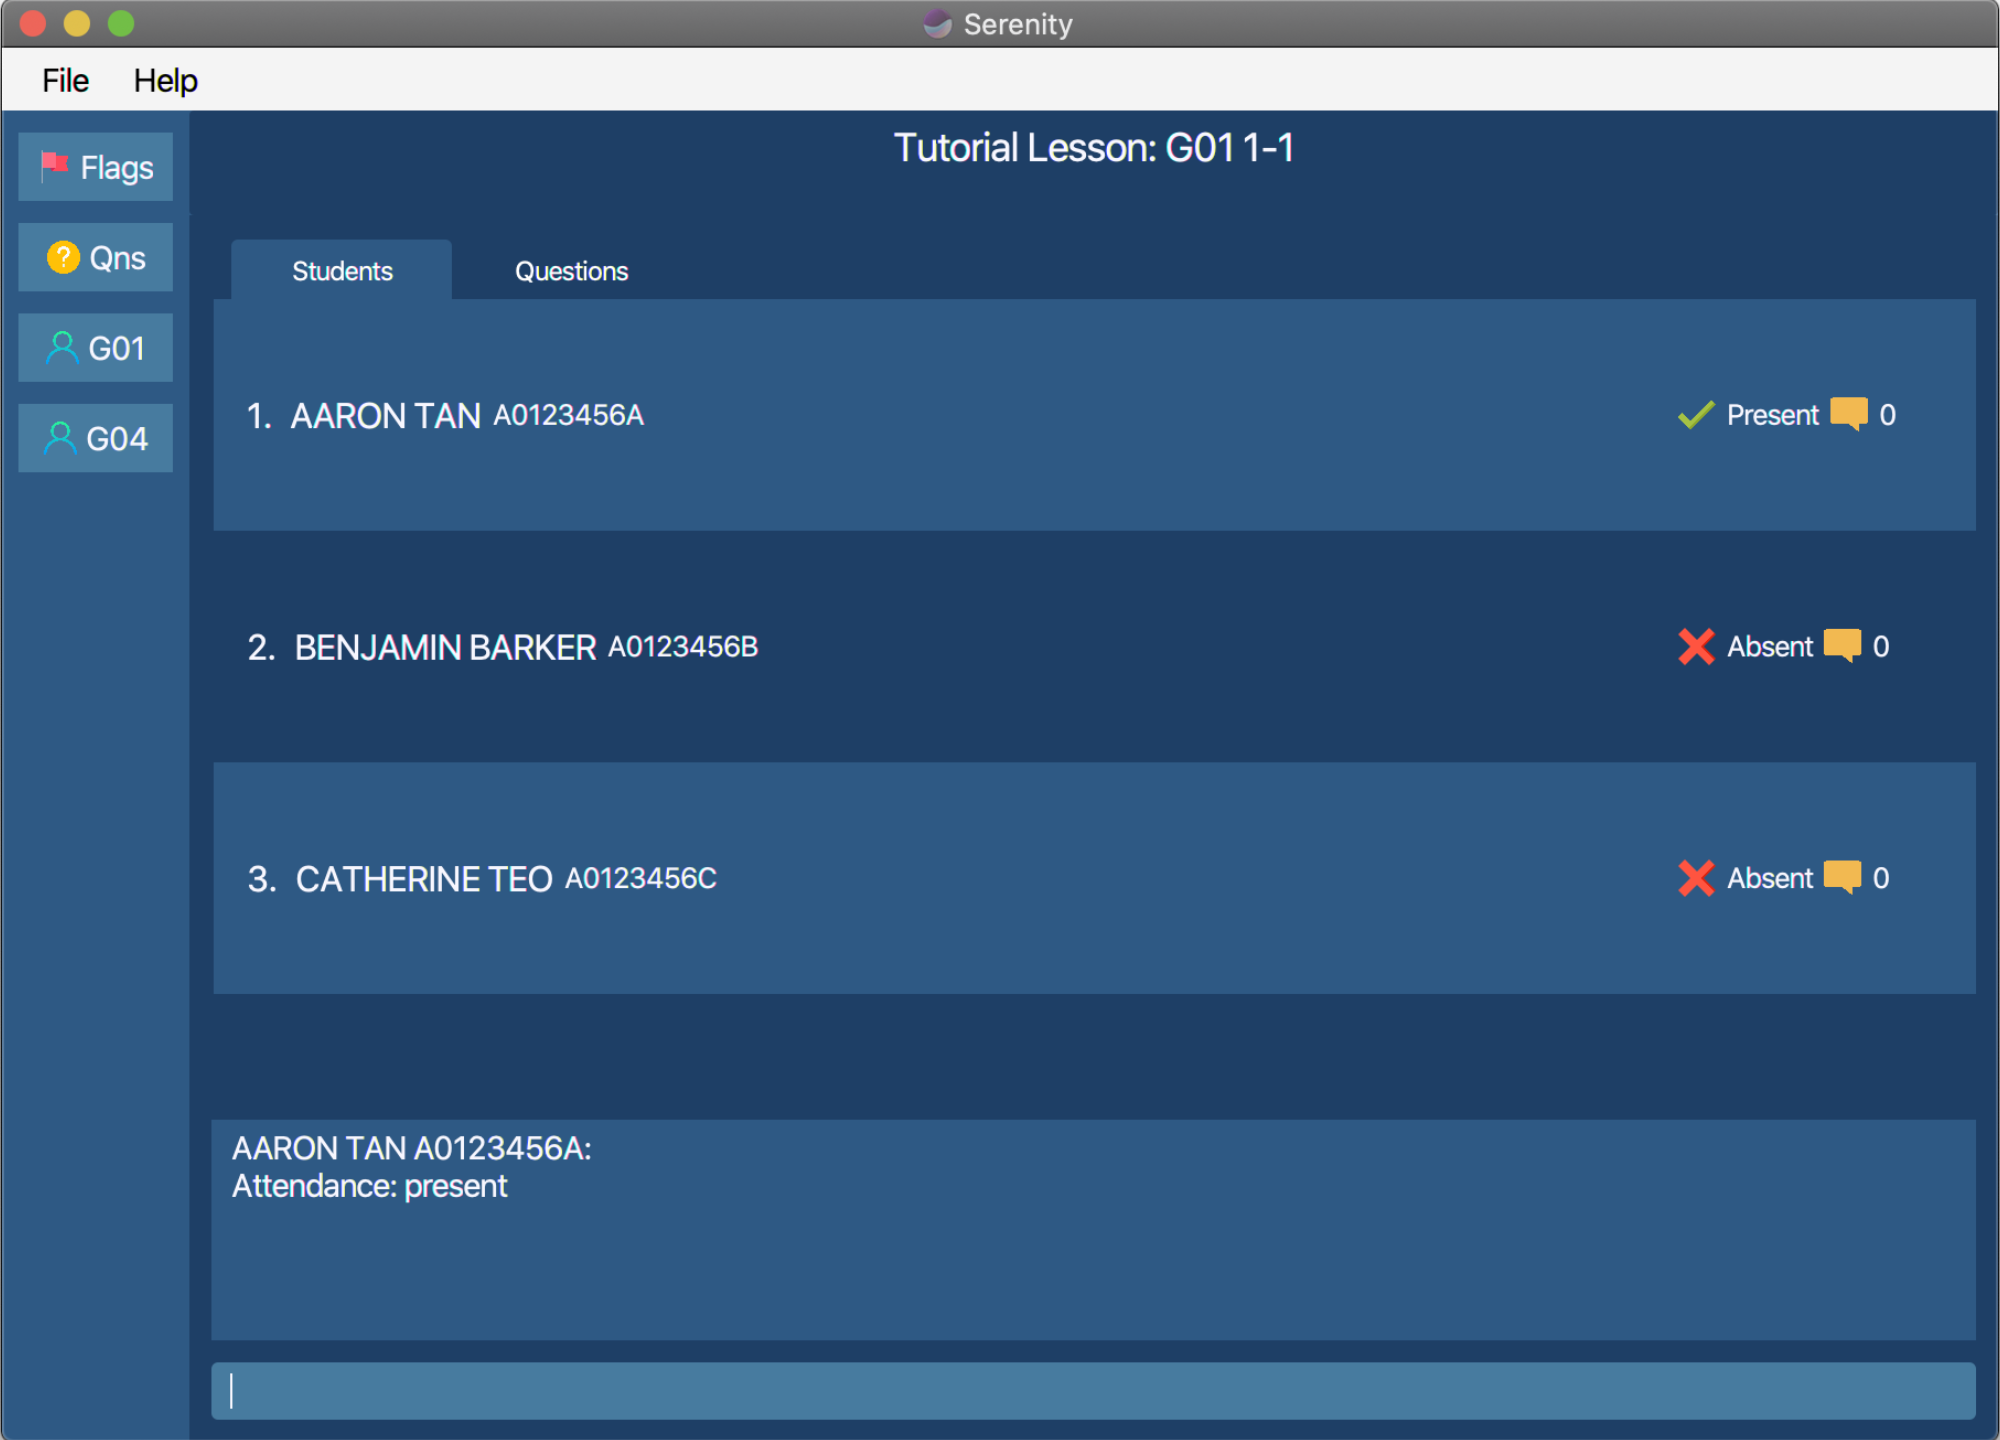 Serenity
File Help
Flags
Qns
G01
G04
Tutorial Lesson: G01 1-1
Students Questions
1. AARON TAN A0123456A Present 0
2. BENJAMIN BARKER A0123456B Absent 0
3. CATHERINE TEO A0123456C Absent 0
AARON TAN A0123456A:
Attendance: present